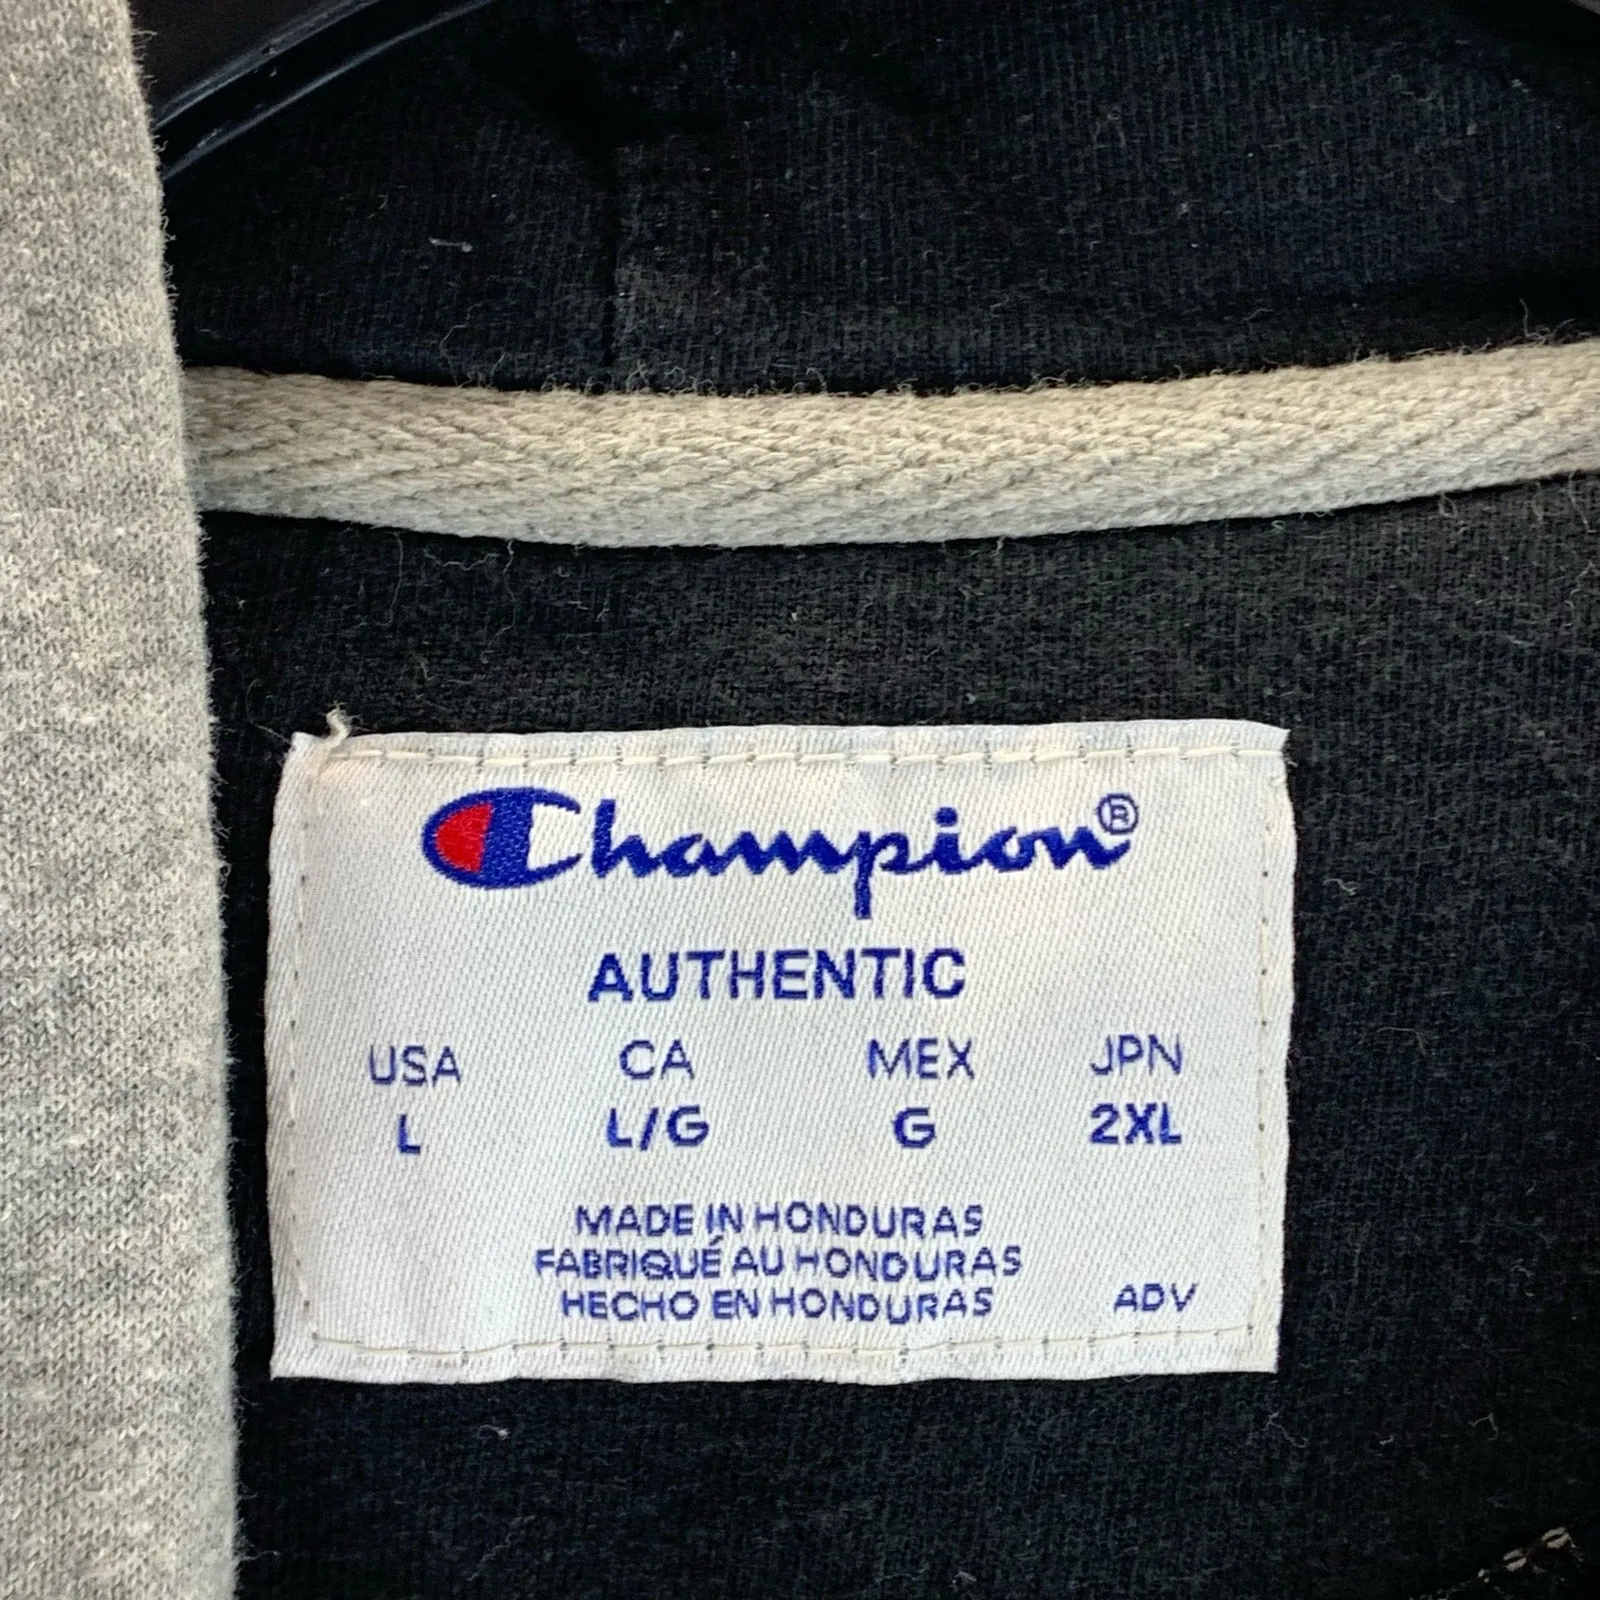 Champion®
AUTHENTIC
USA CA MEX JPN
L L/G G 2XL
MADE IN HONDURAS
FABRIQUÉ AU HONDURAS
HECHO EN HONDURAS ADV